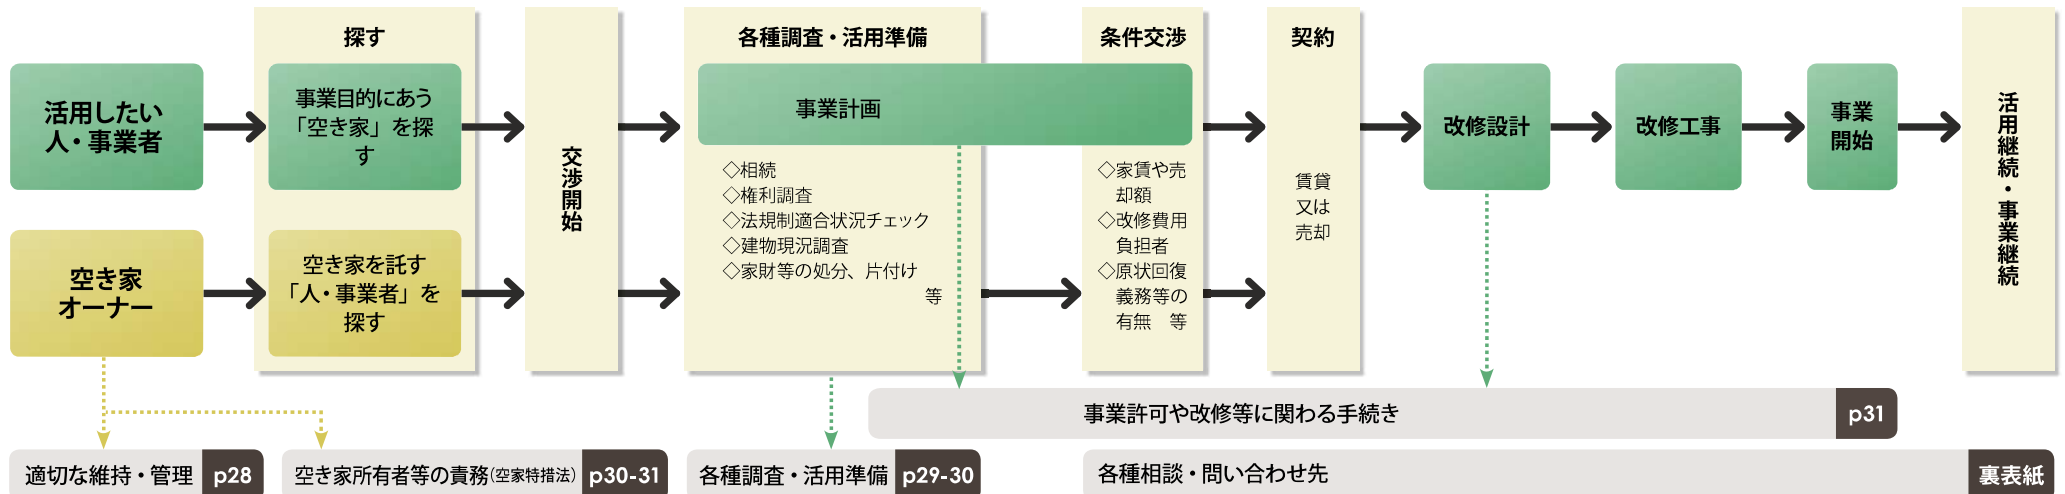 活用したい
人・事業者
空き家
オーナー
探す
事業目的にあう
「空き家」を探
す
空き家を託す
「人・事業者」を
探す
交渉開始
各種調査・活用準備
事業計画
◇相続
◇権利調査
◇法規制適合状況チェック
◇建物現況調査
◇家財等の処分、片付け
等
条件交渉
◇家賃や売
却額
◇改修費用
負担者
◇原状回復
義務等の
有無　等
契約
賃貸
又は
売却
改修設計
改修工事
事業
開始
活用継続・事業継続
事業許可や改修等に関わる手続き p31
適切な維持・管理 p28
空き家所有者等の責務(空家特措法) p30-31
各種調査・活用準備 p29-30
各種相談・問い合わせ先 裏表紙